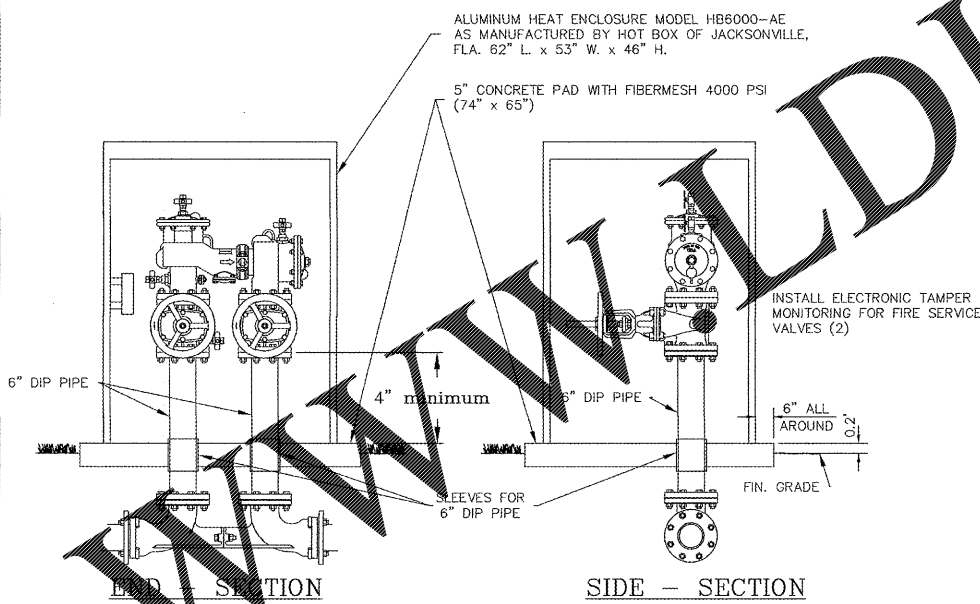 ALUMINUM HEAT ENCLOSURE MODEL HB6000-AE
AS MANUFACTURED BY HOT BOX OF JACKSONVILLE,
FLA. 62" L. x 53" W. x 46" H.
5" CONCRETE PAD WITH FIBERMESH 4000 PSI
(74" x 65")
INSTALL ELECTRONIC TAMPER
MONITORING FOR FIRE SERVICE
VALVES (2)
6" DIP PIPE
4" minimum
6" DIP PIPE
6" ALL
AROUND
0.2'
FIN. GRADE
SLEEVES FOR
6" DIP PIPE
END - SECTION
SIDE - SECTION
WWW LD